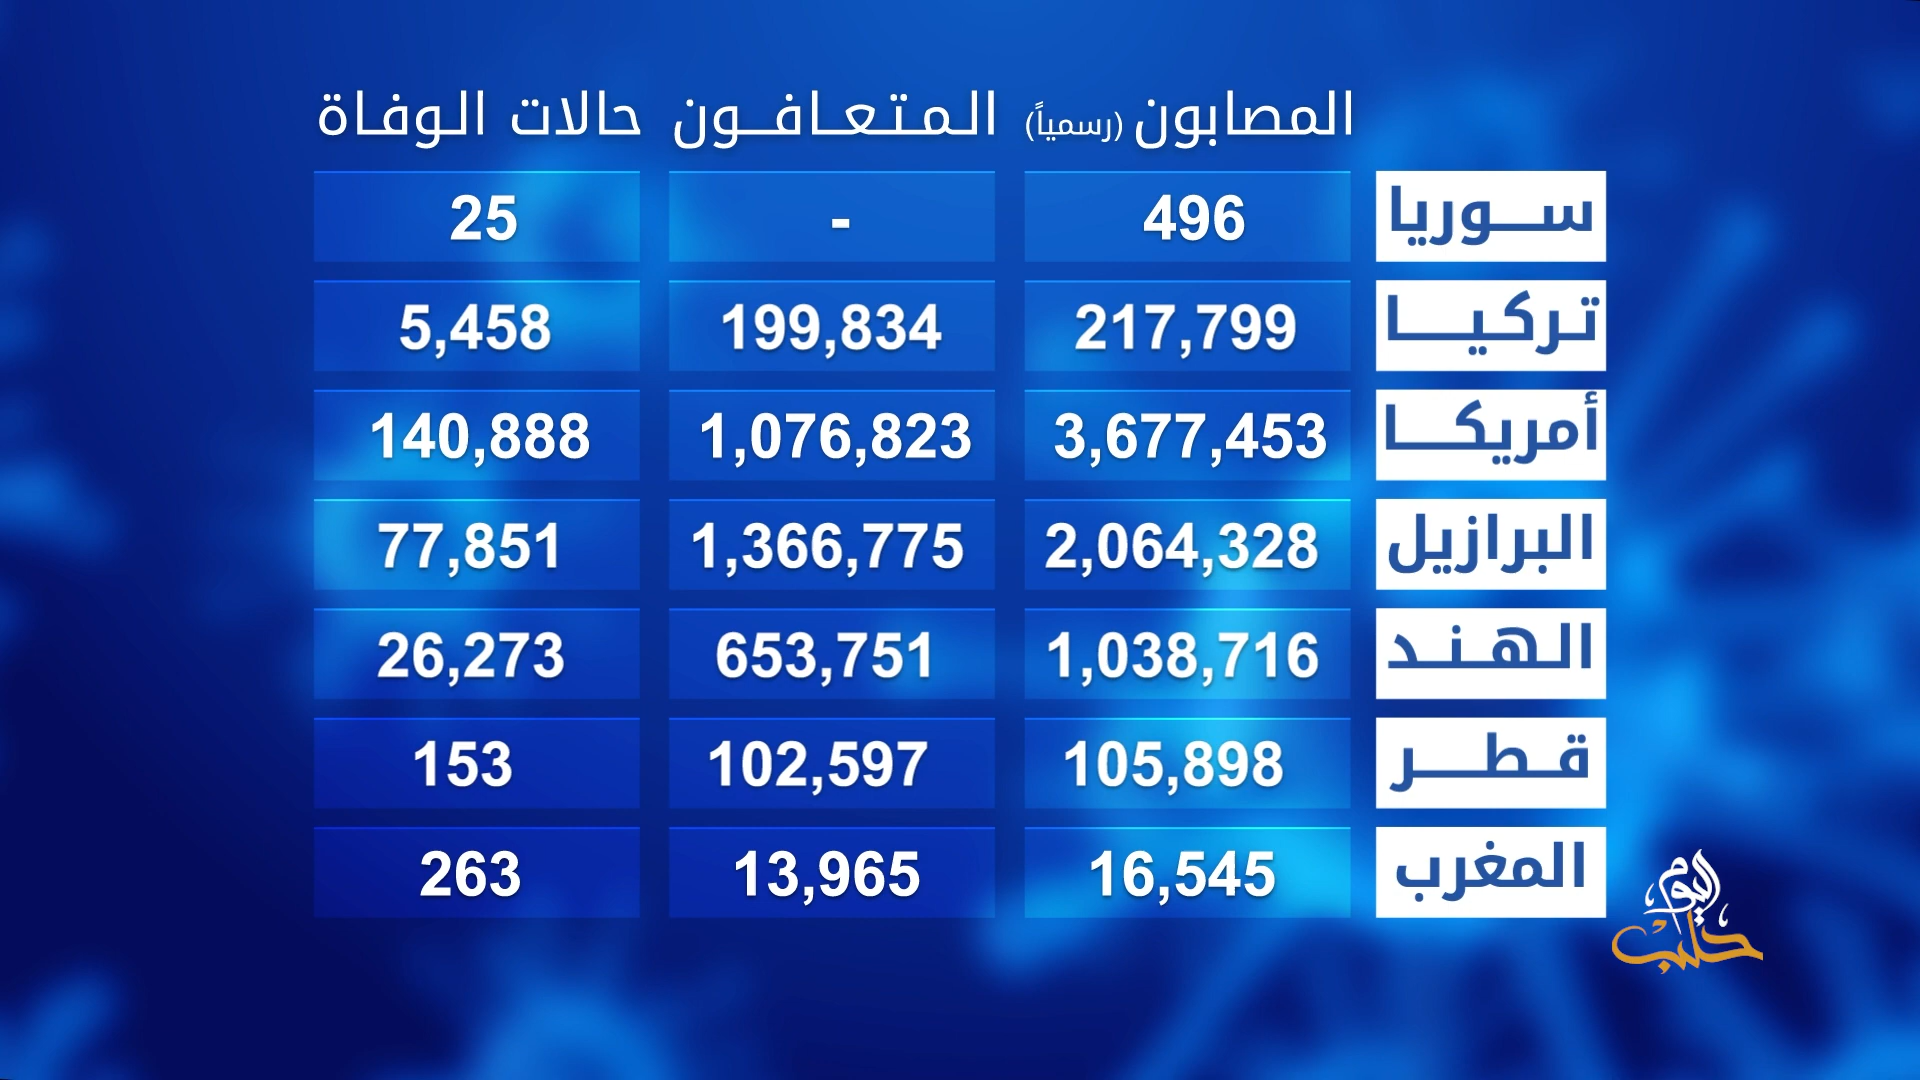 المصابون (رسمياً) المتعافون حالات الوفاة
سوريا 496 - 25
تركيا 217,799 199,834 5,458
أمريكا 3,677,453 1,076,823 140,888
البرازيل 2,064,328 1,366,775 77,851
الهند 1,038,716 653,751 26,273
قطر 105,898 102,597 153
المغرب 16,545 13,965 263
اليوم
حلب